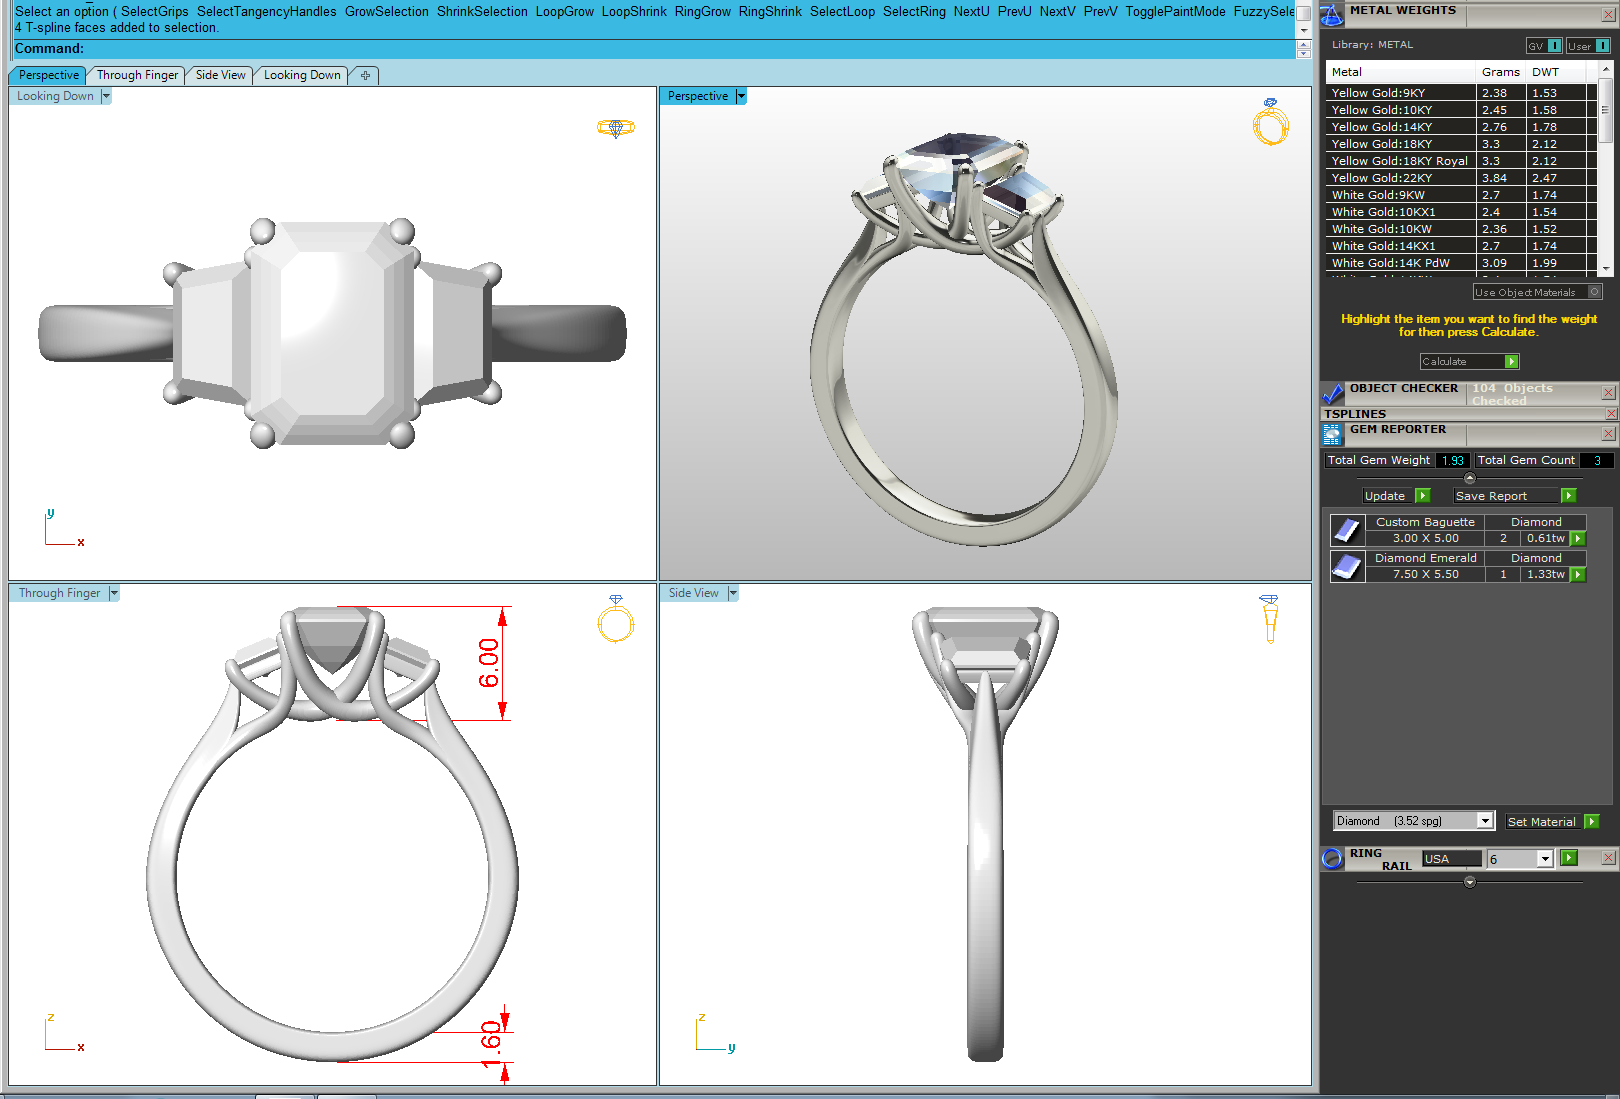 Select an option ( SelectGrips SelectTangencyHandles GrowSelection ShrinkSelection LoopGrow LoopShrink RingGrow RingShrink SelectLoop SelectRing NextU PrevU NextV PrevV TogglePaintMode FuzzySele
4 T-spline faces added to selection.
Command:
Perspective Through Finger Side View Looking Down
Looking Down
y
x
Perspective
Through Finger
6.00
1.60
z
x
Side View
z
y
METAL WEIGHTS
Library: METAL GV I User I
Metal Grams DWT
Yellow Gold:9KY 2.38 1.53
Yellow Gold:10KY 2.45 1.58
Yellow Gold:14KY 2.76 1.78
Yellow Gold:18KY 3.3 2.12
Yellow Gold:18KY Royal 3.3 2.12
Yellow Gold:22KY 3.84 2.47
White Gold:9KW 2.7 1.74
White Gold:10KX1 2.4 1.54
White Gold:10KW 2.36 1.52
White Gold:14KX1 2.7 1.74
White Gold:14K PdW 3.09 1.99
Use Object Materials
Highlight the item you want to find the weight
for then press Calculate.
Calculate
OBJECT CHECKER 104 Objects
Checked
TSPLINES
GEM REPORTER
Total Gem Weight 1.93 Total Gem Count 3
Update Save Report
Custom Baguette Diamond
3.00 X 5.00 2 0.61tw
Diamond Emerald Diamond
7.50 X 5.50 1 1.33tw
Diamond (3.52 spg) Set Material
RING
RAIL USA 6